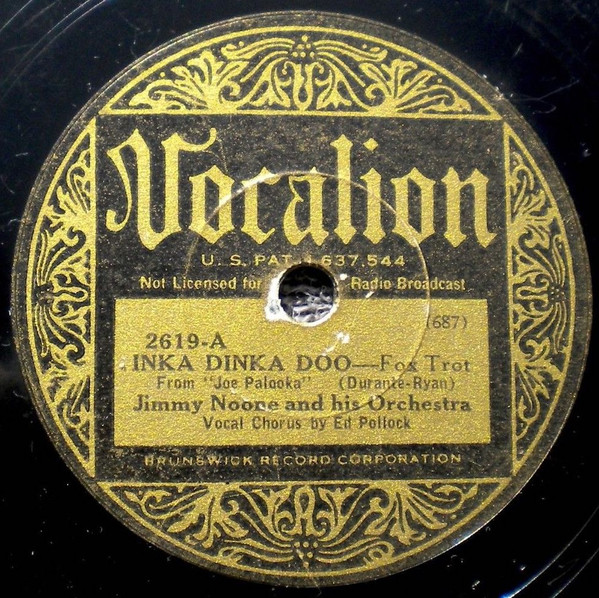 Vocalion
U. S. PAT. 1,637,544
Not Licensed for Radio Broadcast
(687)
2619-A
INKA DINKA DOO—Fox Trot
From "Joe Palooka" (Durante-Ryan)
Jimmy Noone and his Orchestra
Vocal Chorus by Ed Pollock
BRUNSWICK RECORD CORPORATION